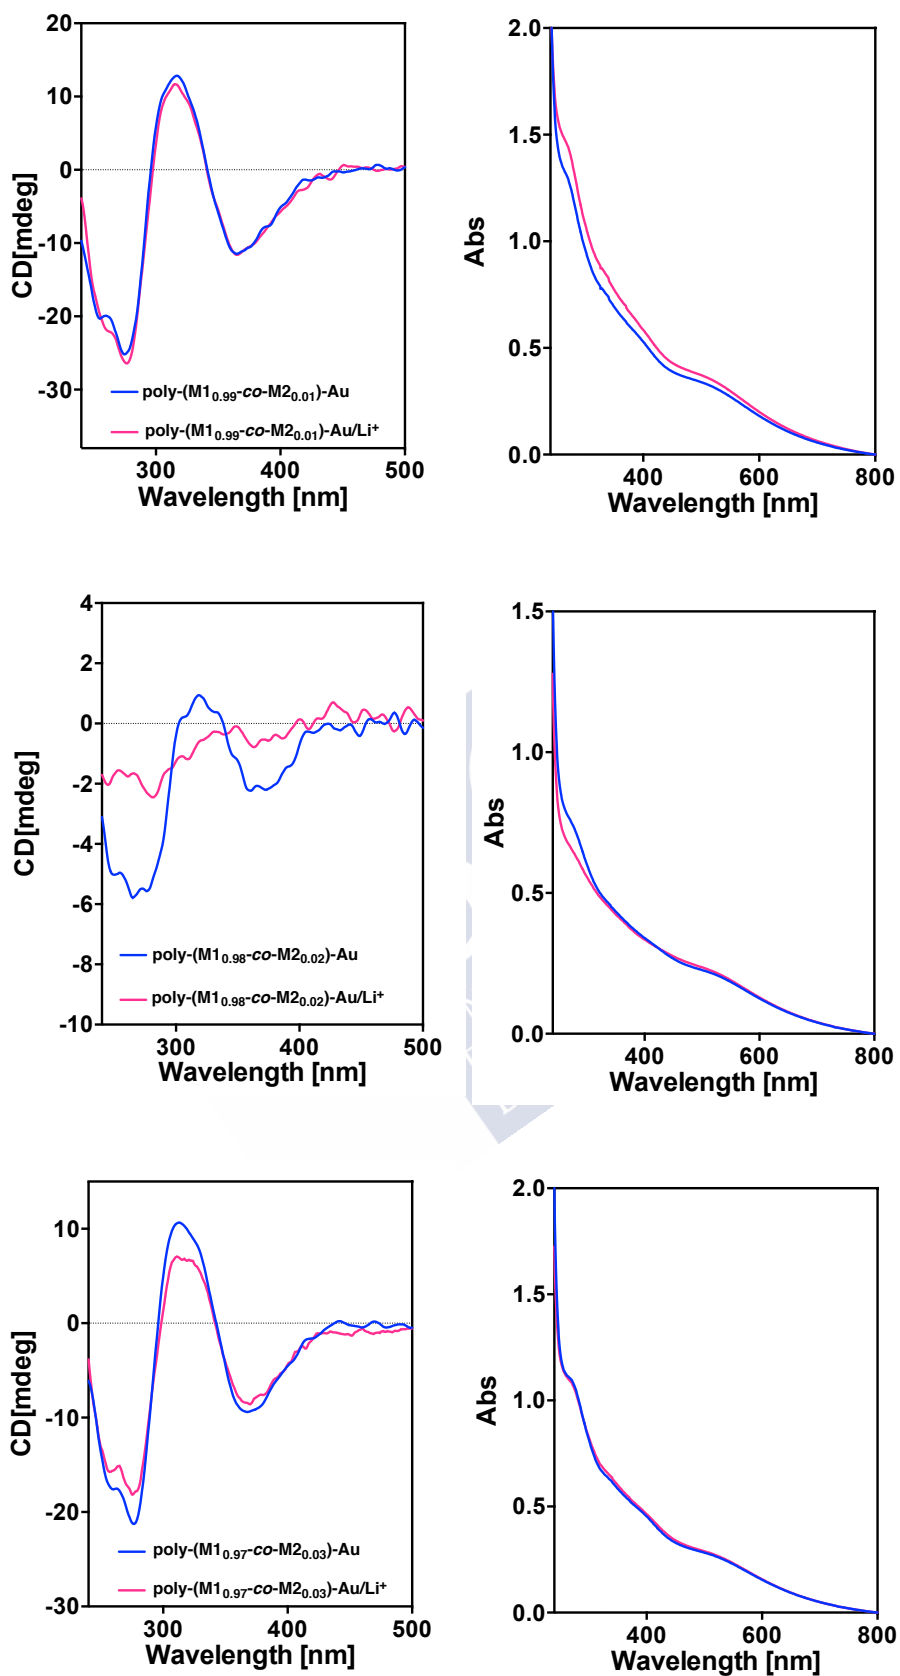 20
10
0
-10
-20
-30
CD[mdeg]
poly-(M1₀.₉₉-co-M2₀.₀₁)-Au
poly-(M1₀.₉₉-co-M2₀.₀₁)-Au/Li⁺
300 400 500
Wavelength [nm]
2.0
1.5
1.0
0.5
0.0
Abs
400 600 800
Wavelength [nm]
4
2
0
-2
-4
-6
-8
-10
CD[mdeg]
poly-(M1₀.₉₈-co-M2₀.₀₂)-Au
poly-(M1₀.₉₈-co-M2₀.₀₂)-Au/Li⁺
300 400 500
Wavelength [nm]
1.5
1.0
0.5
0.0
Abs
400 600 800
Wavelength [nm]
10
0
-10
-20
-30
CD[mdeg]
poly-(M1₀.₉₇-co-M2₀.₀₃)-Au
poly-(M1₀.₉₇-co-M2₀.₀₃)-Au/Li⁺
300 400 500
Wavelength [nm]
2.0
1.5
1.0
0.5
0.0
Abs
400 600 800
Wavelength [nm]